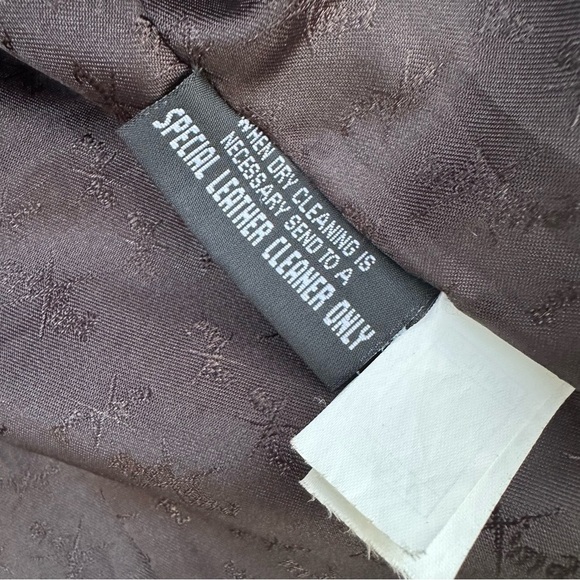 WHEN DRY CLEANING IS
NECESSARY SEND TO A
SPECIAL LEATHER CLEANER ONLY